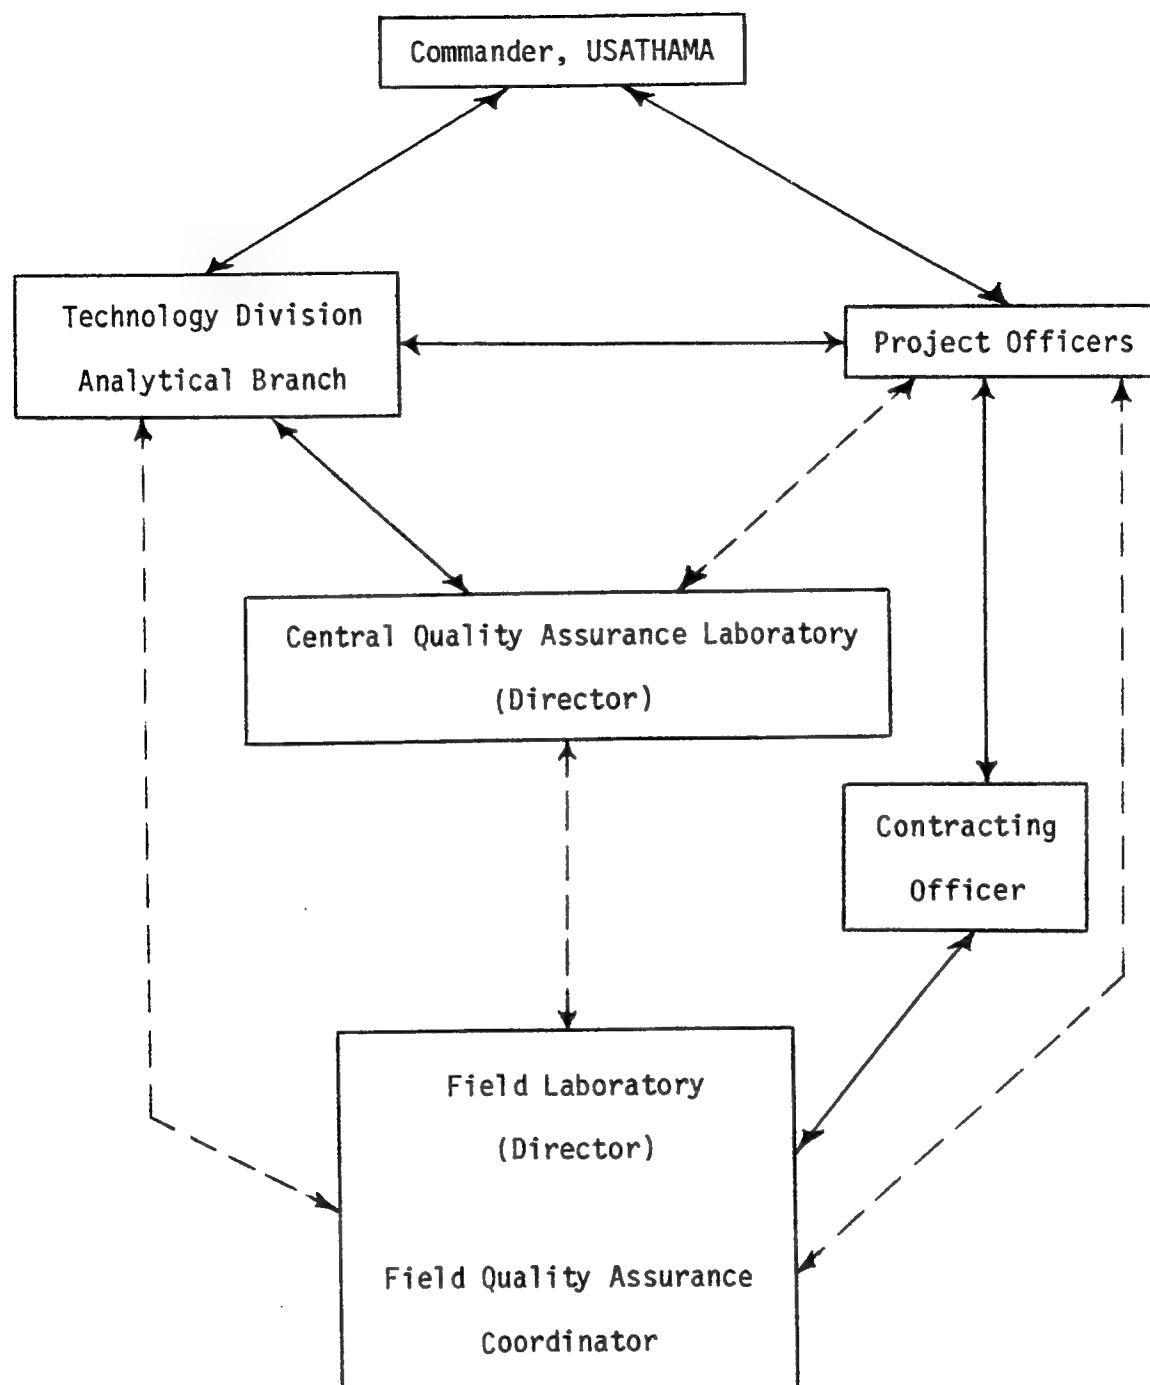 Commander, USATHAMA
Technology Division
Analytical Branch
Project Officers
Central Quality Assurance Laboratory
(Director)
Contracting
Officer
Field Laboratory
(Director)
Field Quality Assurance
Coordinator